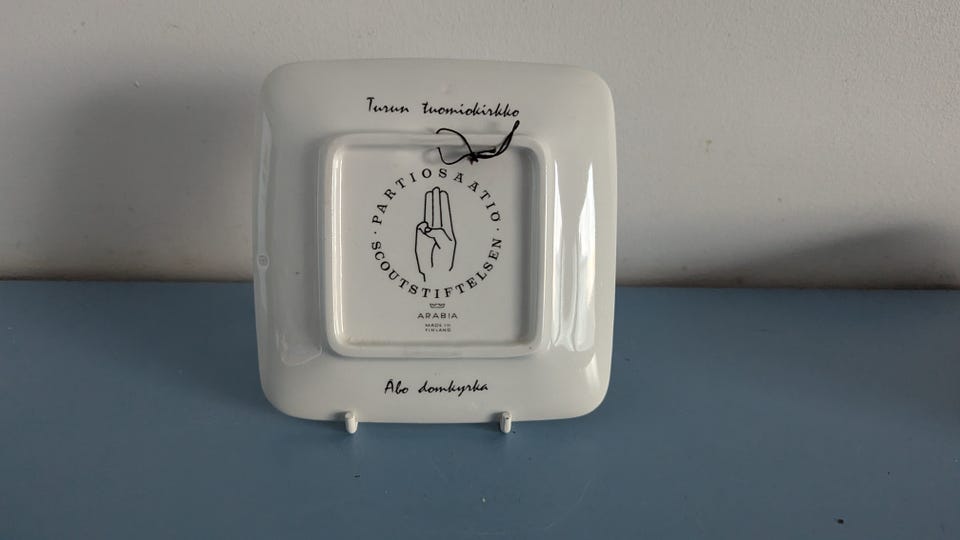 Turun tuomiokirkko
· PARTIOSÄÄTIÖ ·
SCOUTSTIFTELSEN
ARABIA
MADE IN
FINLAND
Åbo domkyrka